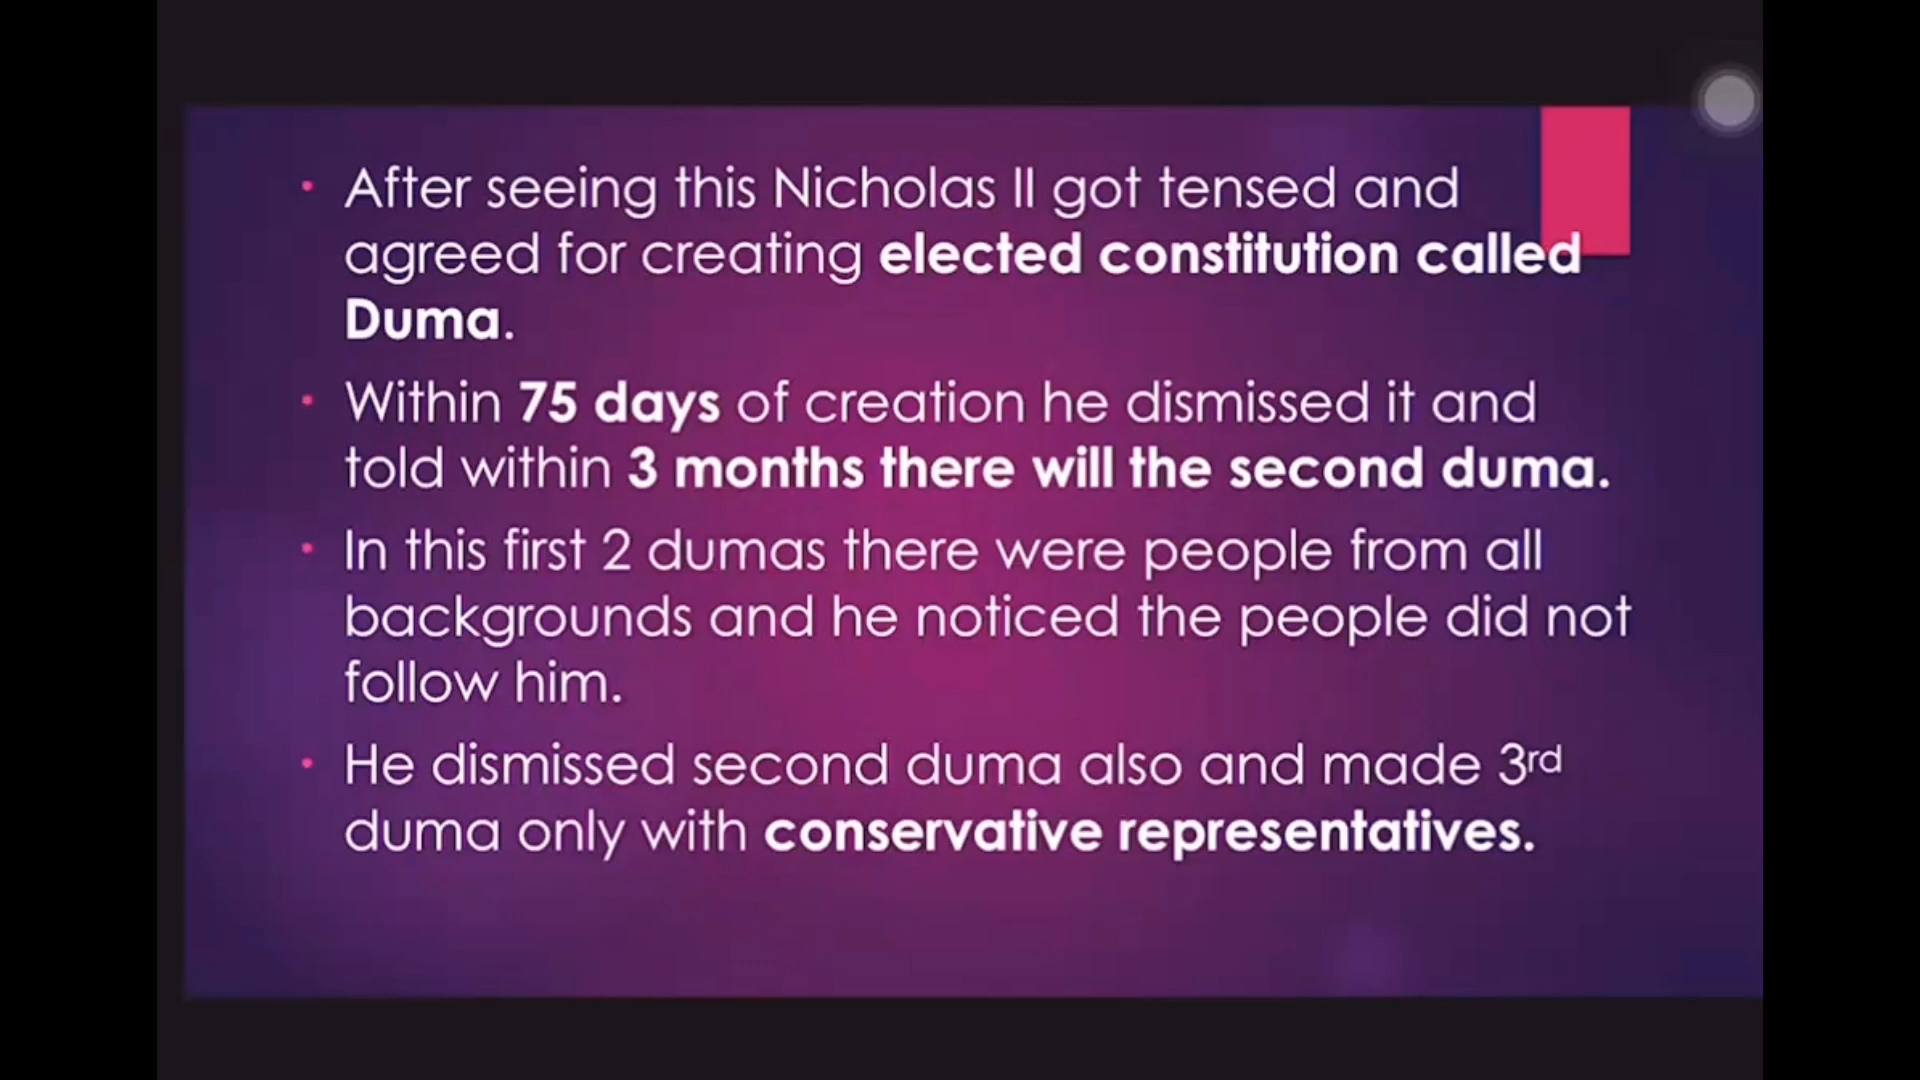 • After seeing this Nicholas II got tensed and
agreed for creating elected constitution called
Duma.
• Within 75 days of creation he dismissed it and
told within 3 months there will the second duma.
• In this first 2 dumas there were people from all
backgrounds and he noticed the people did not
follow him.
• He dismissed second duma also and made 3rd
duma only with conservative representatives.